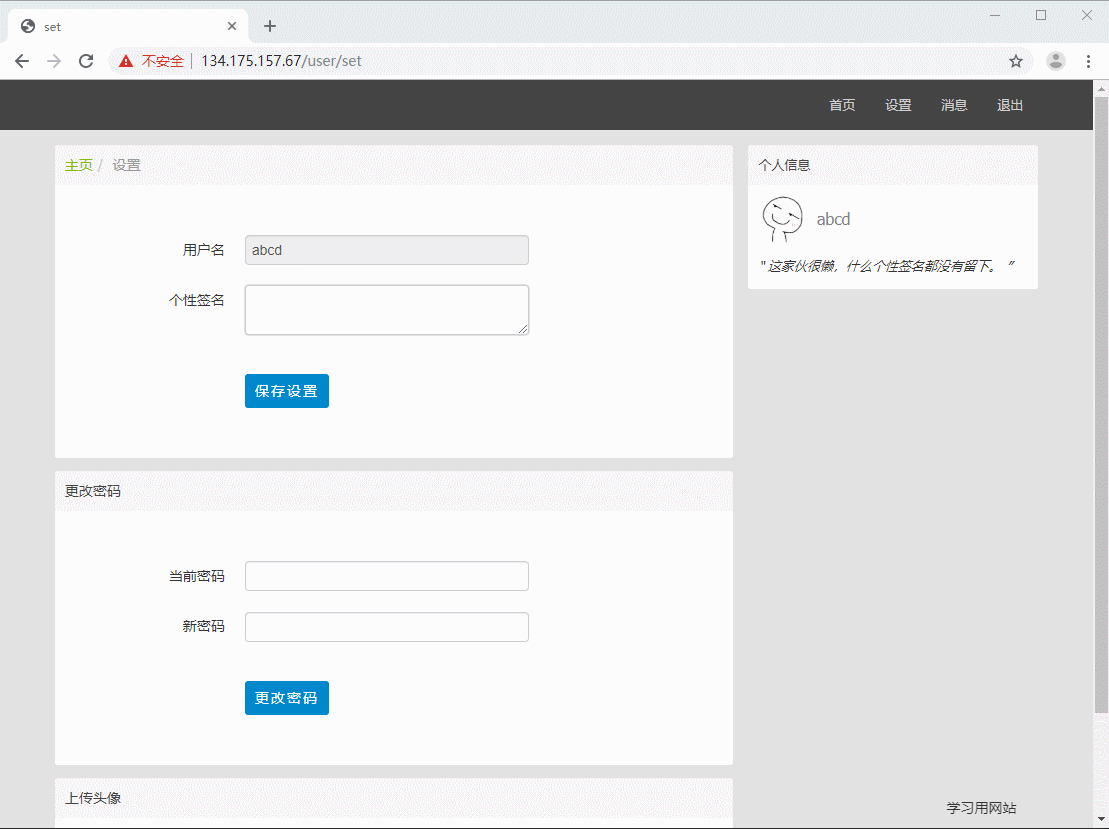 set
不安全 134.175.157.67/user/set
首页 设置 消息 退出
主页 / 设置
用户名 abcd
个性签名
保存设置
更改密码
当前密码
新密码
更改密码
上传头像
个人信息
abcd
" 这家伙很懒，什么个性签名都没有留下。 ”
学习用网站